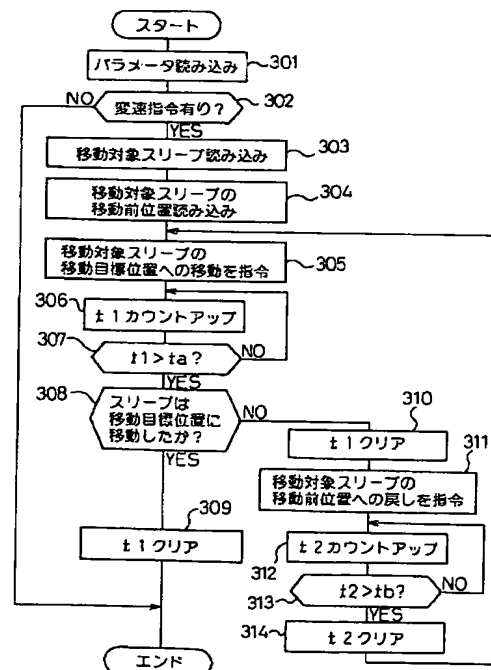 スタート
パラメータ読み込み
301
NO
変速指令有り?
302
YES
移動対象スリーブ読み込み
303
移動対象スリーブの
移動前位置読み込み
304
移動対象スリーブの
移動目標位置への移動を指令
305
306
t1カウントアップ
307
t1>ta?
NO
YES
308
スリーブは
移動目標位置に
移動したか?
NO
YES
310
t1クリア
311
移動対象スリーブの
移動前位置への戻しを指令
309
t1クリア
312
t2カウントアップ
313
t2>tb?
NO
YES
314
t2クリア
エンド